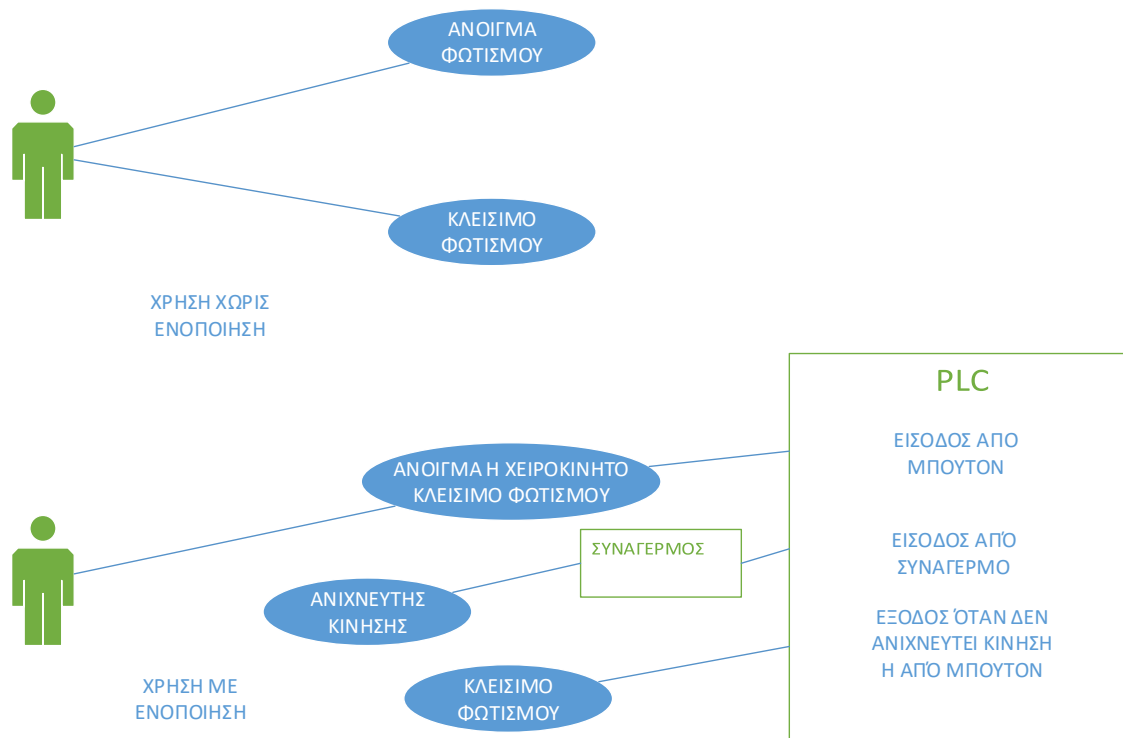 ΑΝΟΙΓΜΑ
ΦΩΤΙΣΜΟΥ
ΚΛΕΙΣΙΜΟ
ΦΩΤΙΣΜΟΥ
ΧΡΗΣΗ ΧΩΡΙΣ
ΕΝΟΠΟΙΗΣΗ
PLC
ΕΙΣΟΔΟΣ ΑΠΟ
ΜΠΟΥΤΟΝ
ΑΝΟΙΓΜΑ Η ΧΕΙΡΟΚΙΝΗΤΟ
ΚΛΕΙΣΙΜΟ ΦΩΤΙΣΜΟΥ
ΣΥΝΑΓΕΡΜΟΣ
ΕΙΣΟΔΟΣ ΑΠΌ
ΣΥΝΑΓΕΡΜΟ
ΑΝΙΧΝΕΥΤΗΣ
ΚΙΝΗΣΗΣ
ΕΞΟΔΟΣ ΌΤΑΝ ΔΕΝ
ΑΝΙΧΝΕΥΤΕΙ ΚΙΝΗΣΗ
Η ΑΠΌ ΜΠΟΥΤΟΝ
ΧΡΗΣΗ ΜΕ
ΕΝΟΠΟΙΗΣΗ
ΚΛΕΙΣΙΜΟ
ΦΩΤΙΣΜΟΥ